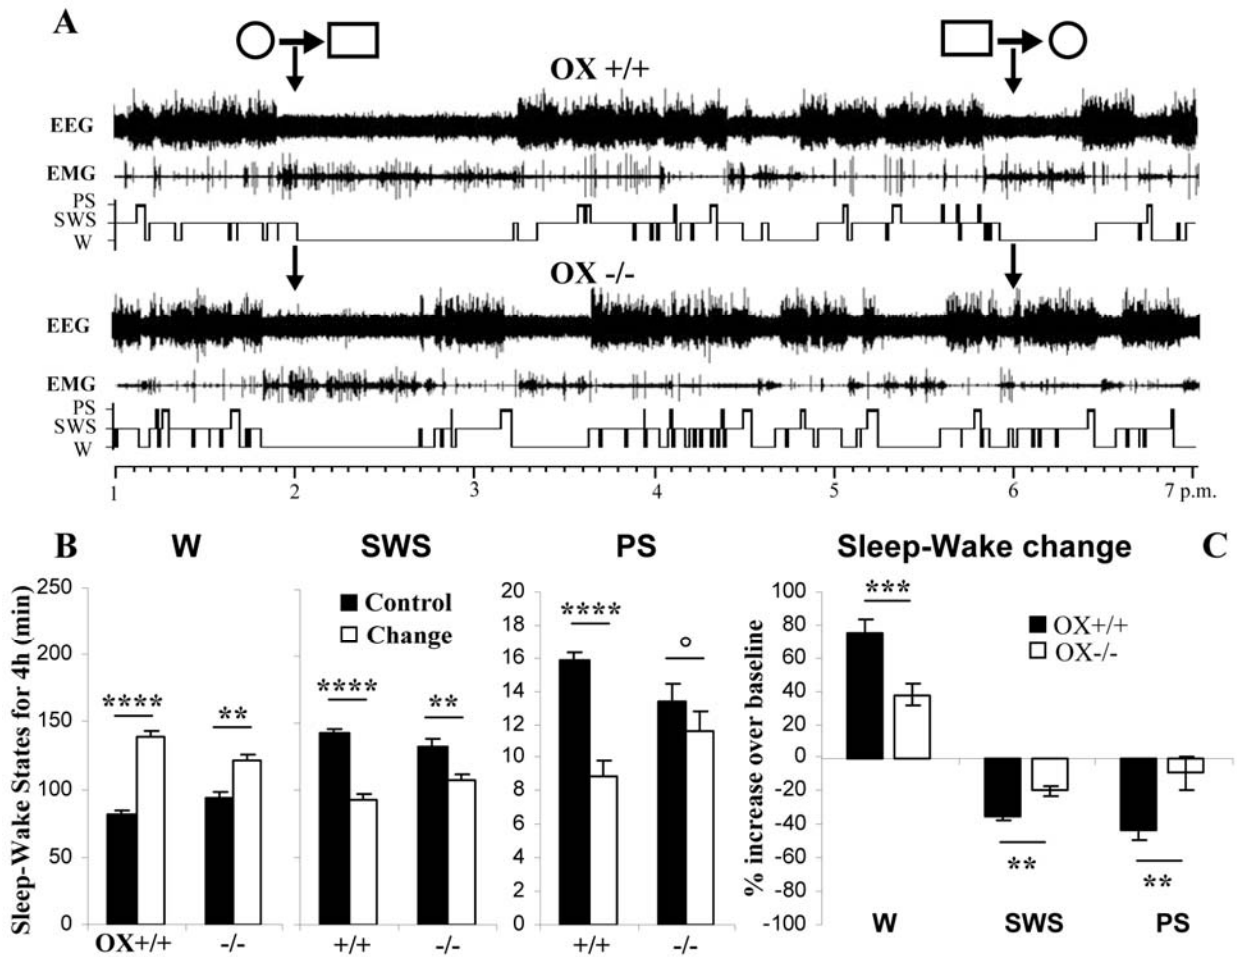 A
OX +/+
EEG
EMG
PS
SWS
W
OX -/-
EEG
EMG
PS
SWS
W
1 2 3 4 5 6 7 p.m.
B W SWS PS Sleep-Wake change C
Sleep-Wake States for 4h (min)
250
200
150
100
50
0
**** **
OX+/+ -/-
Control
Change
**** **
+/+ -/-
20
18
16
14
12
10
8
6
4
2
0
**** °
+/+ -/-
% increase over baseline
100
80
60
40
20
0
-20
-40
-60
-80
-100
***
OX+/+
OX-/-
** **
W SWS PS